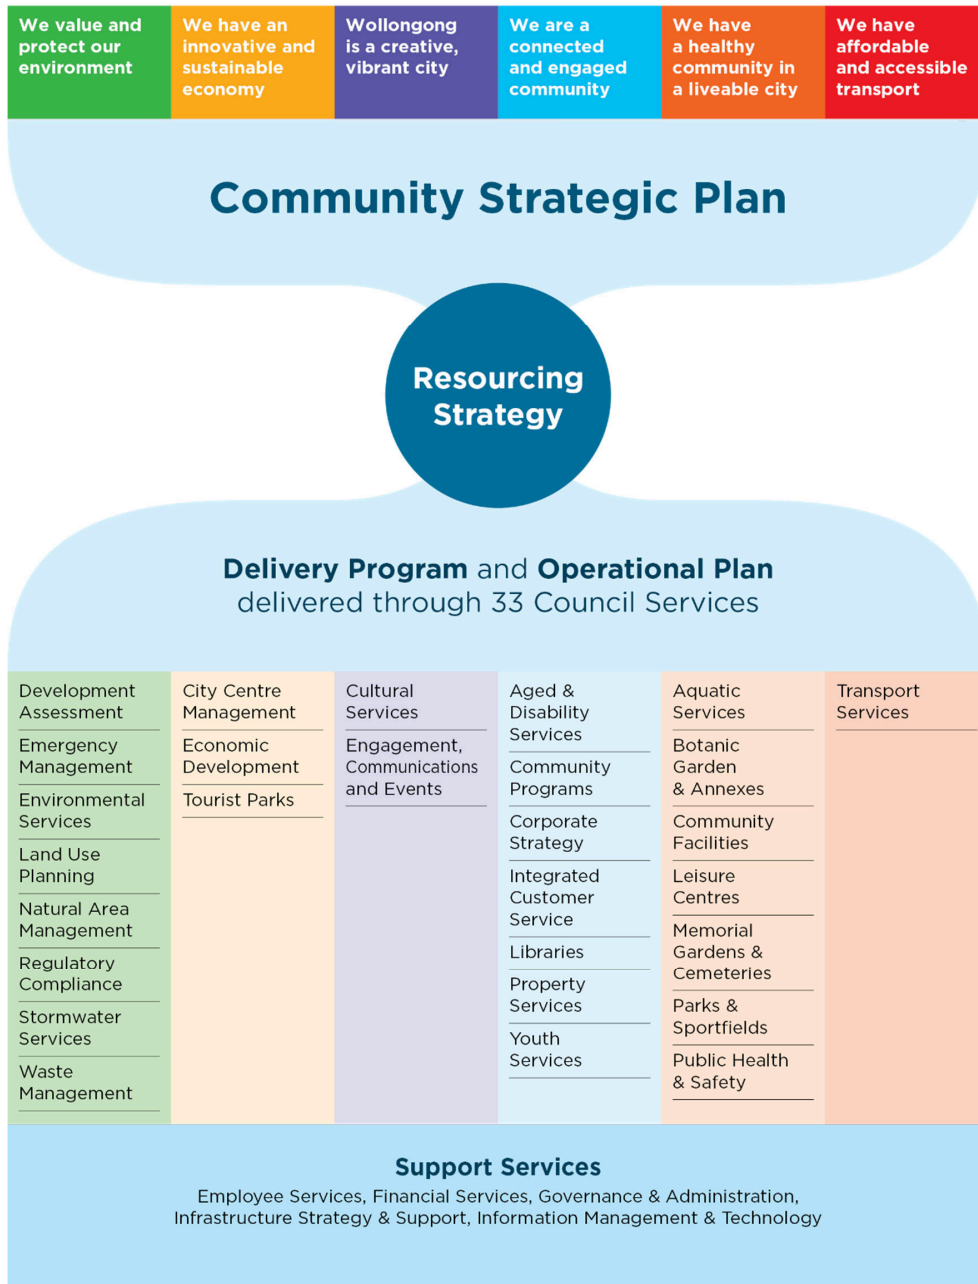 We value and
protect our
environment
We have an
innovative and
sustainable
economy
Wollongong
is a creative,
vibrant city
We are a
connected
and engaged
community
We have
a healthy
community in
a liveable city
We have
affordable
and accessible
transport
Community Strategic Plan
Resourcing
Strategy
Delivery Program and Operational Plan
delivered through 33 Council Services
Development
Assessment
Emergency
Management
Environmental
Services
Land Use
Planning
Natural Area
Management
Regulatory
Compliance
Stormwater
Services
Waste
Management
City Centre
Management
Economic
Development
Tourist Parks
Cultural
Services
Engagement,
Communications
and Events
Aged &
Disability
Services
Community
Programs
Corporate
Strategy
Integrated
Customer
Service
Libraries
Property
Services
Youth
Services
Aquatic
Services
Botanic
Garden
& Annexes
Community
Facilities
Leisure
Centres
Memorial
Gardens &
Cemeteries
Parks &
Sportfields
Public Health
& Safety
Transport
Services
Support Services
Employee Services, Financial Services, Governance & Administration,
Infrastructure Strategy & Support, Information Management & Technology